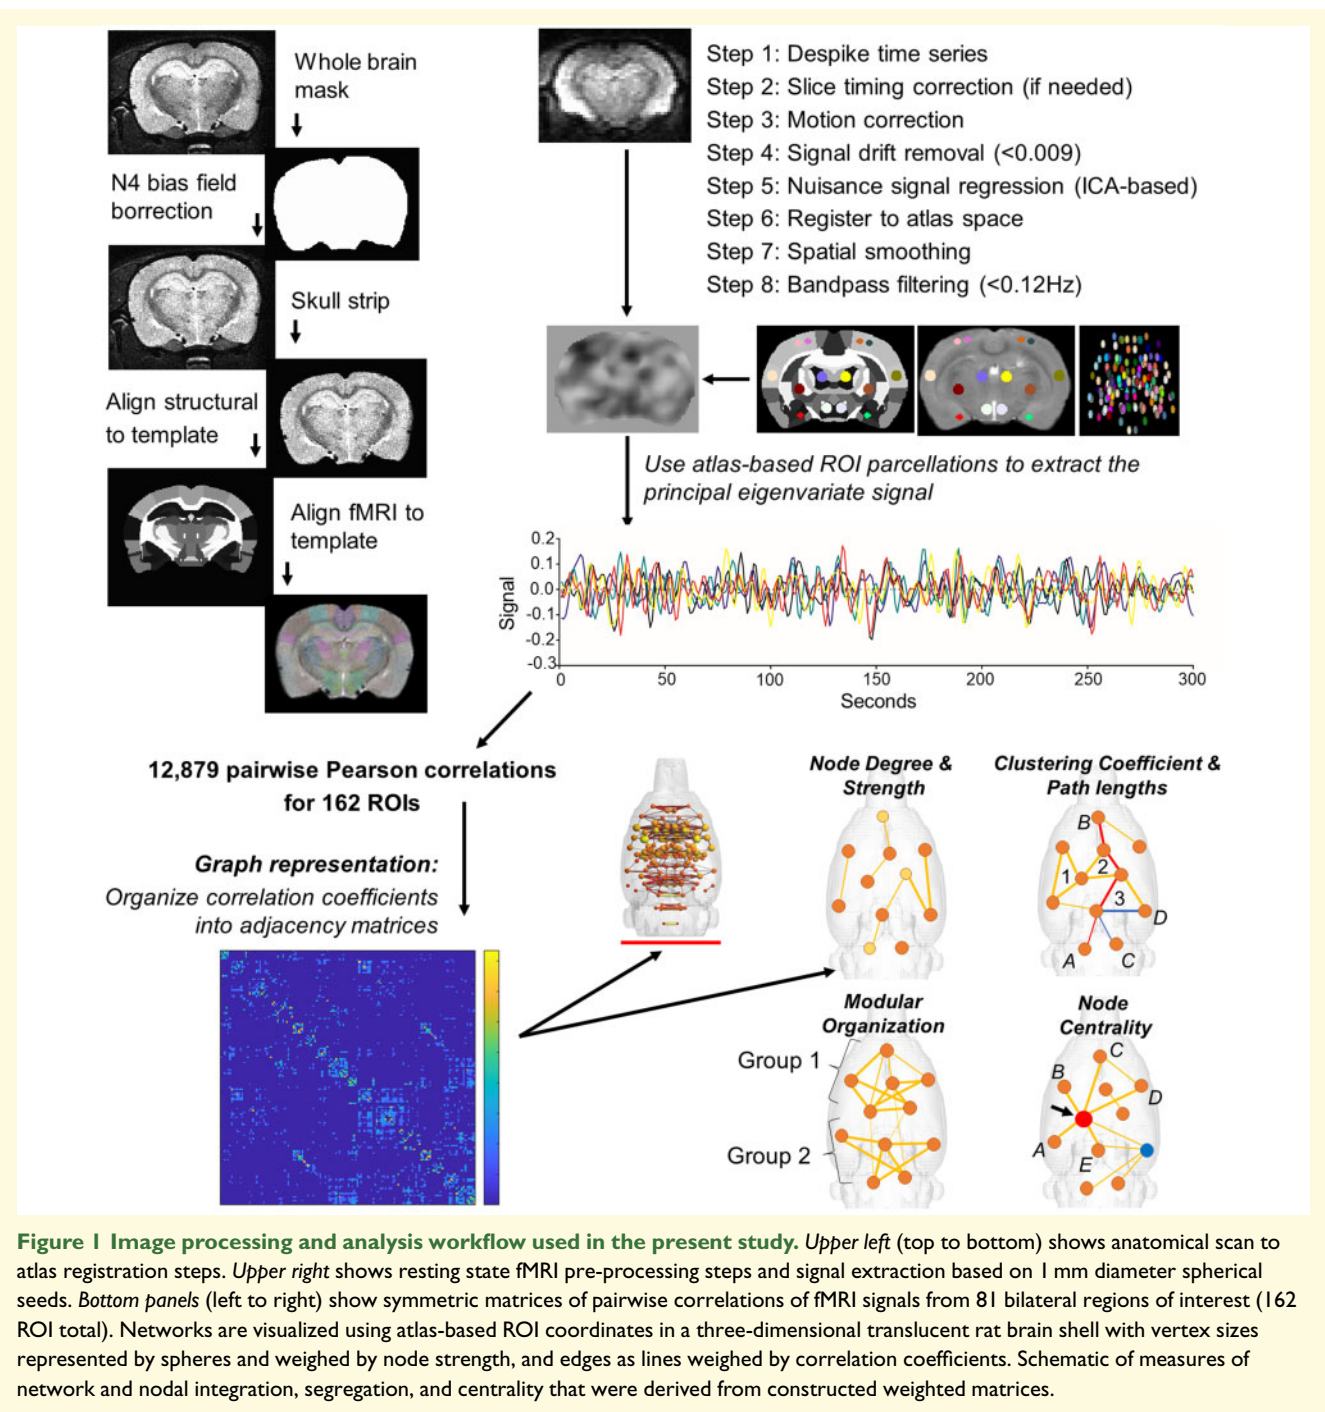 Whole brain
mask
N4 bias field
borrection
Skull strip
Align structural
to template
Align fMRI to
template
Step 1: Despike time series
Step 2: Slice timing correction (if needed)
Step 3: Motion correction
Step 4: Signal drift removal (<0.009)
Step 5: Nuisance signal regression (ICA-based)
Step 6: Register to atlas space
Step 7: Spatial smoothing
Step 8: Bandpass filtering (<0.12Hz)
Use atlas-based ROI parcellations to extract the
principal eigenvariate signal
Signal
0.2
0.1
0.0
-0.1
-0.2
-0.3
0 50 100 150 200 250 300
Seconds
12,879 pairwise Pearson correlations
for 162 ROIs
Graph representation:
Organize correlation coefficients
into adjacency matrices
Node Degree &
Strength
Clustering Coefficient &
Path lengths
B
2
1
3
D
A
C
Modular
Organization
Group 1
Group 2
Node
Centrality
C
B
D
A
E
Figure 1 Image processing and analysis workflow used in the present study. Upper left (top to bottom) shows anatomical scan to
atlas registration steps. Upper right shows resting state fMRI pre-processing steps and signal extraction based on 1 mm diameter spherical
seeds. Bottom panels (left to right) show symmetric matrices of pairwise correlations of fMRI signals from 81 bilateral regions of interest (162
ROI total). Networks are visualized using atlas-based ROI coordinates in a three-dimensional translucent rat brain shell with vertex sizes
represented by spheres and weighed by node strength, and edges as lines weighed by correlation coefficients. Schematic of measures of
network and nodal integration, segregation, and centrality that were derived from constructed weighted matrices.